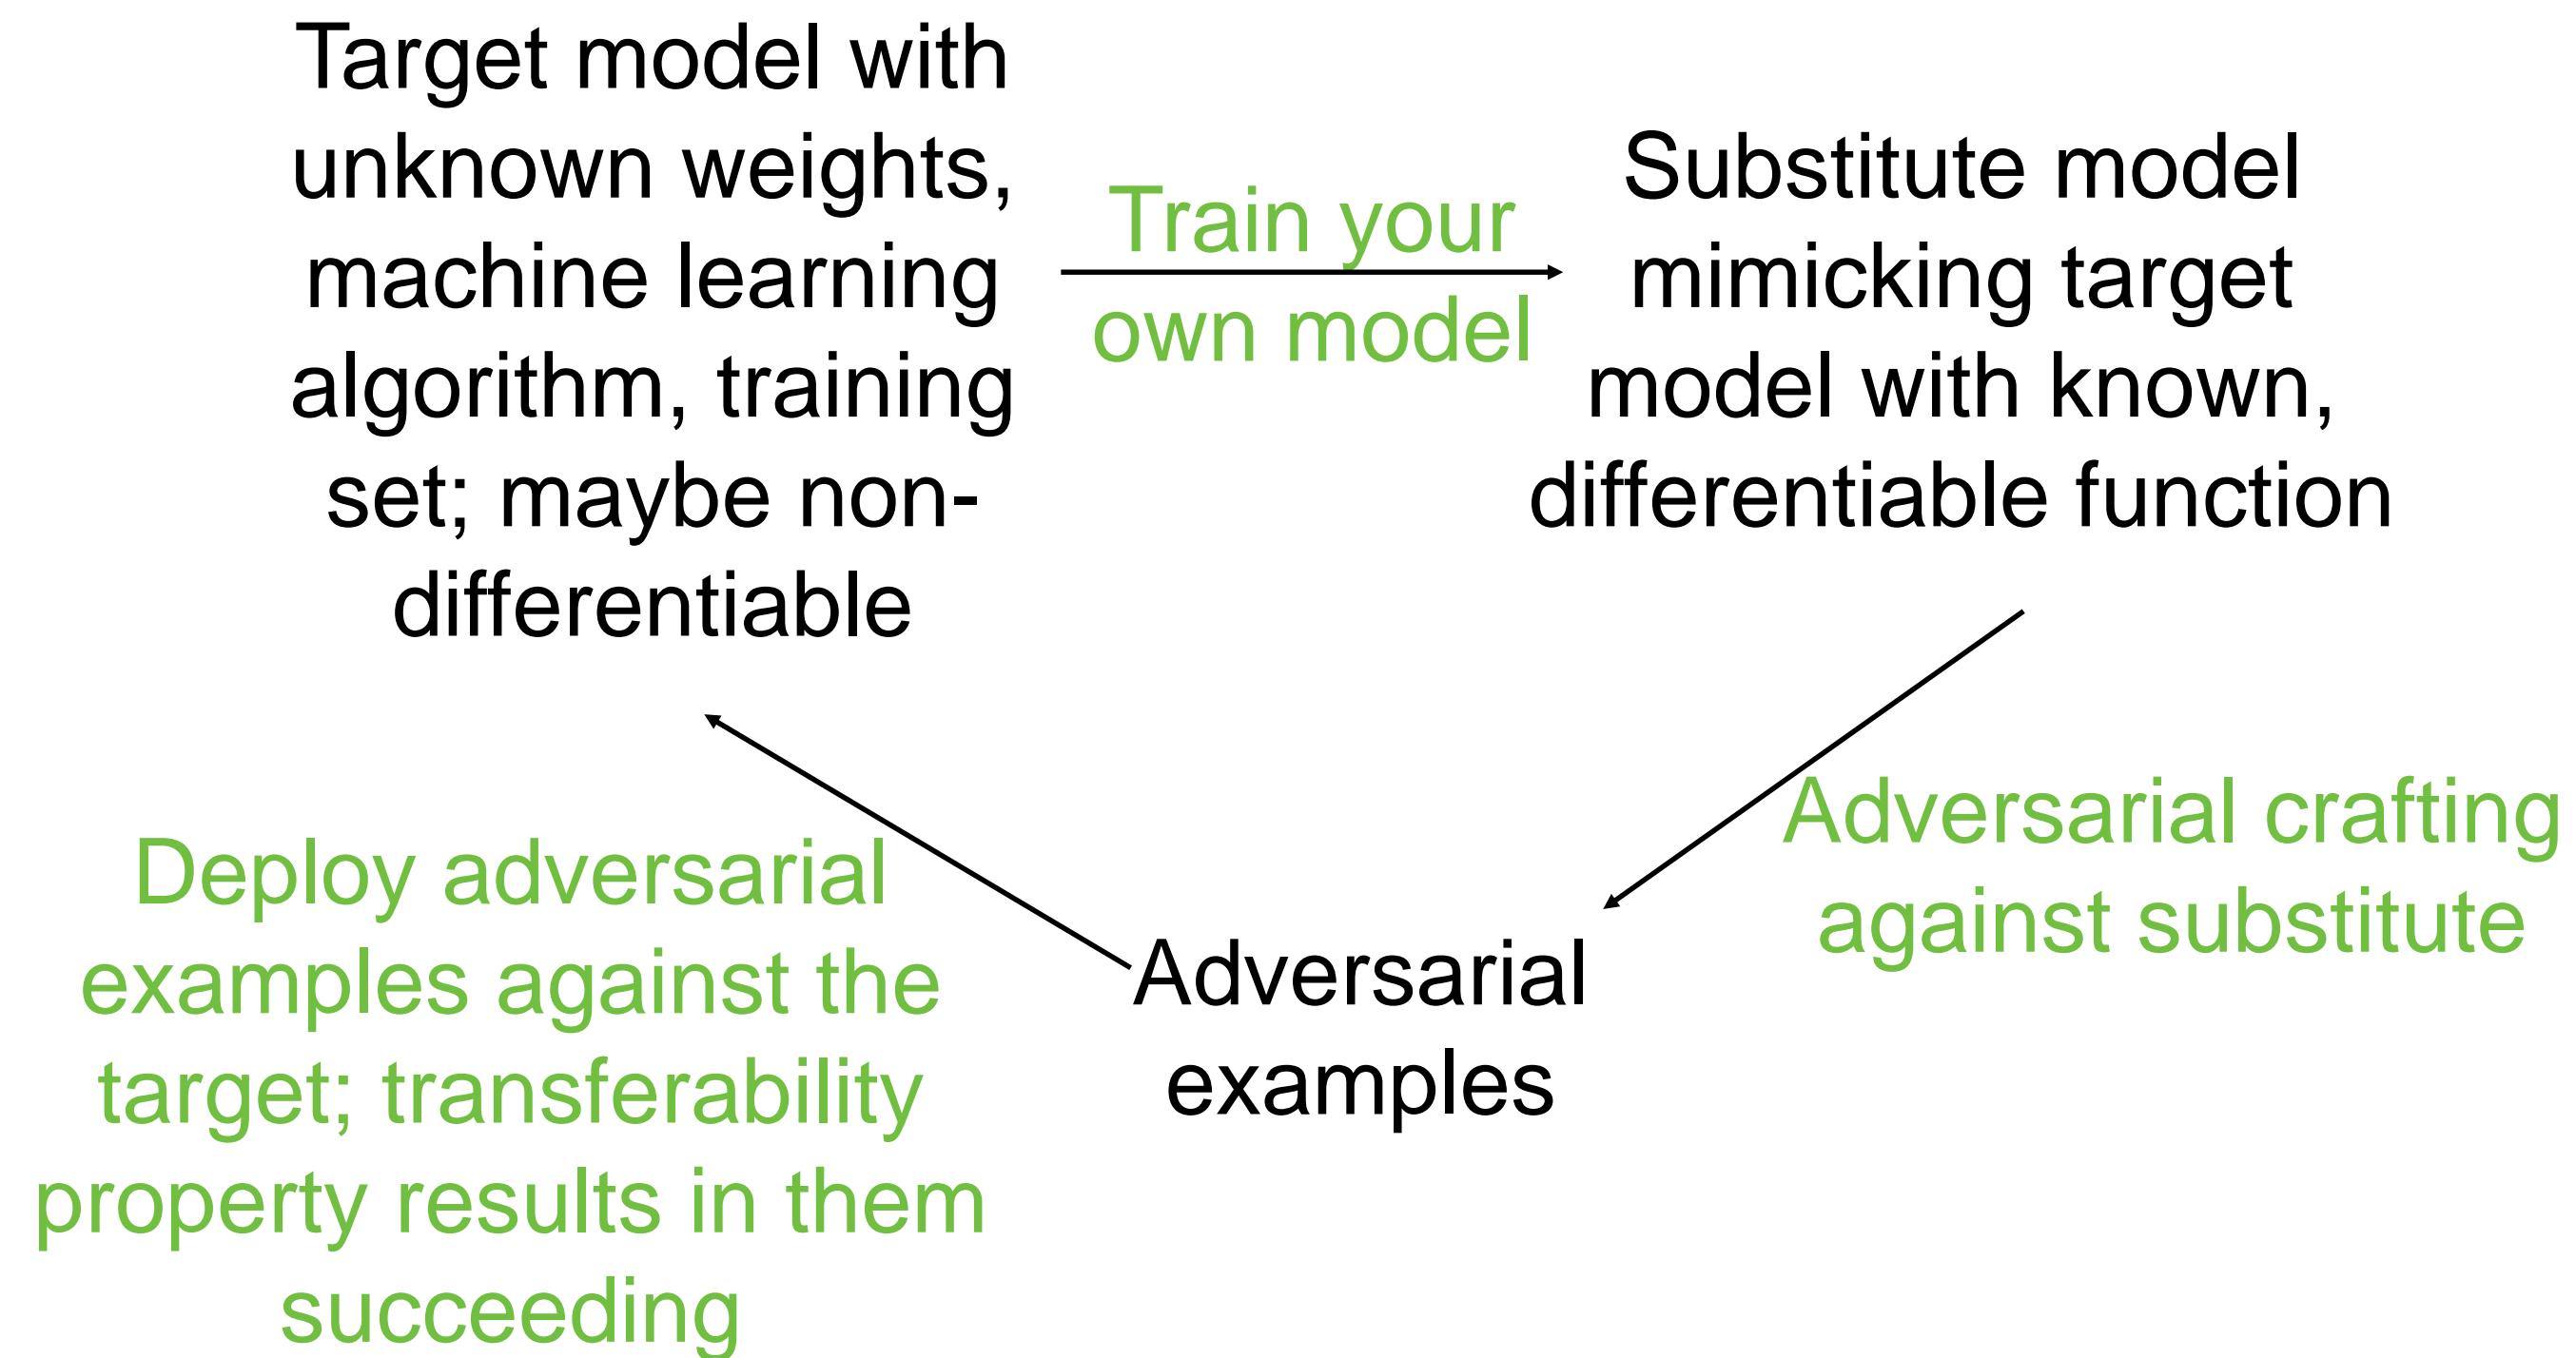 Target model with
unknown weights,
machine learning
algorithm, training
set; maybe non-
differentiable
Train your
own model
Substitute model
mimicking target
model with known,
differentiable function
Adversarial crafting
against substitute
Adversarial
examples
Deploy adversarial
examples against the
target; transferability
property results in them
succeeding